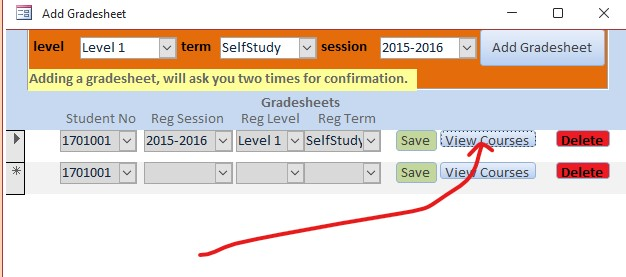 Add Gradesheet
level Level 1 term SelfStudy session 2015-2016 Add Gradesheet
Adding a gradesheet, will ask you two times for confirmation.
Gradesheets
Student No Reg Session Reg Level Reg Term
1701001 2015-2016 Level 1 SelfStudy Save View Courses Delete
* 1701001 Save View Courses Delete